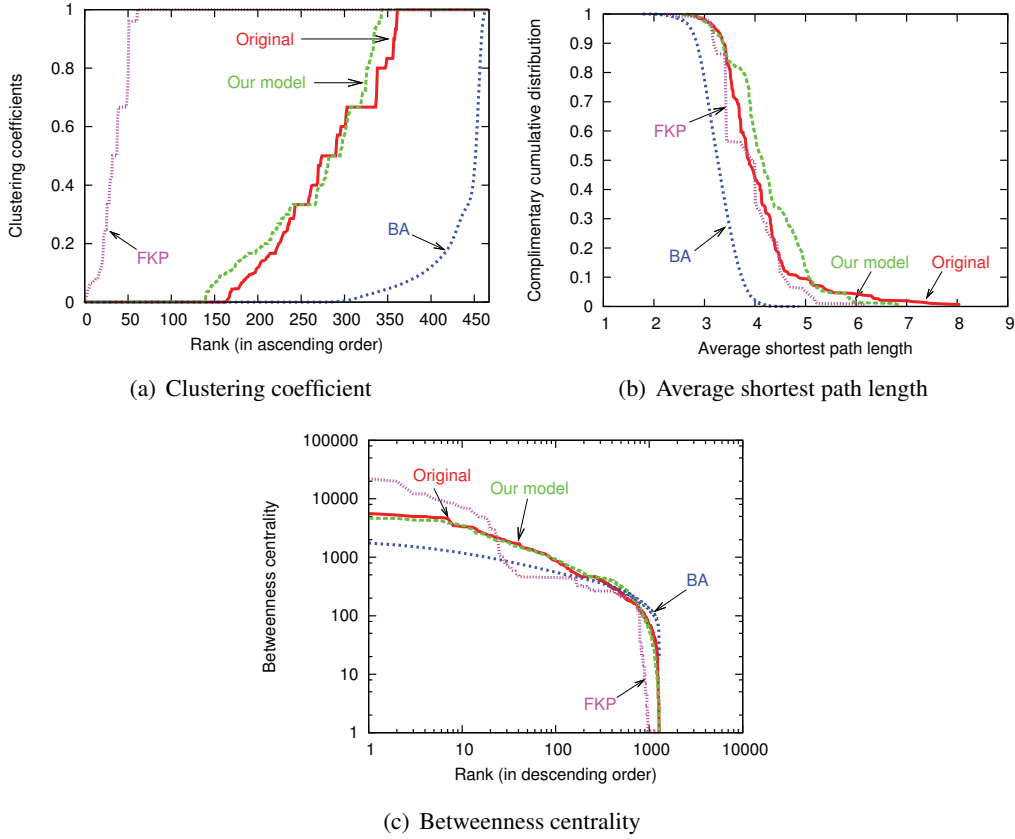 Clustering coefficients
1
0.8
0.6
0.4
0.2
0
Original
Our model
BA
FKP
0 50 100 150 200 250 300 350 400 450
Rank (in ascending order)
(a) Clustering coefficient
Complimentary cumulative distribution
1
0.9
0.8
0.7
0.6
0.5
0.4
0.3
0.2
0.1
0
FKP
BA
Our model
Original
1 2 3 4 5 6 7 8 9
Average shortest path length
(b) Average shortest path length
Betweenness centrality
100000
10000
1000
100
10
1
Original
Our model
BA
FKP
1 10 100 1000 10000
Rank (in descending order)
(c) Betweenness centrality